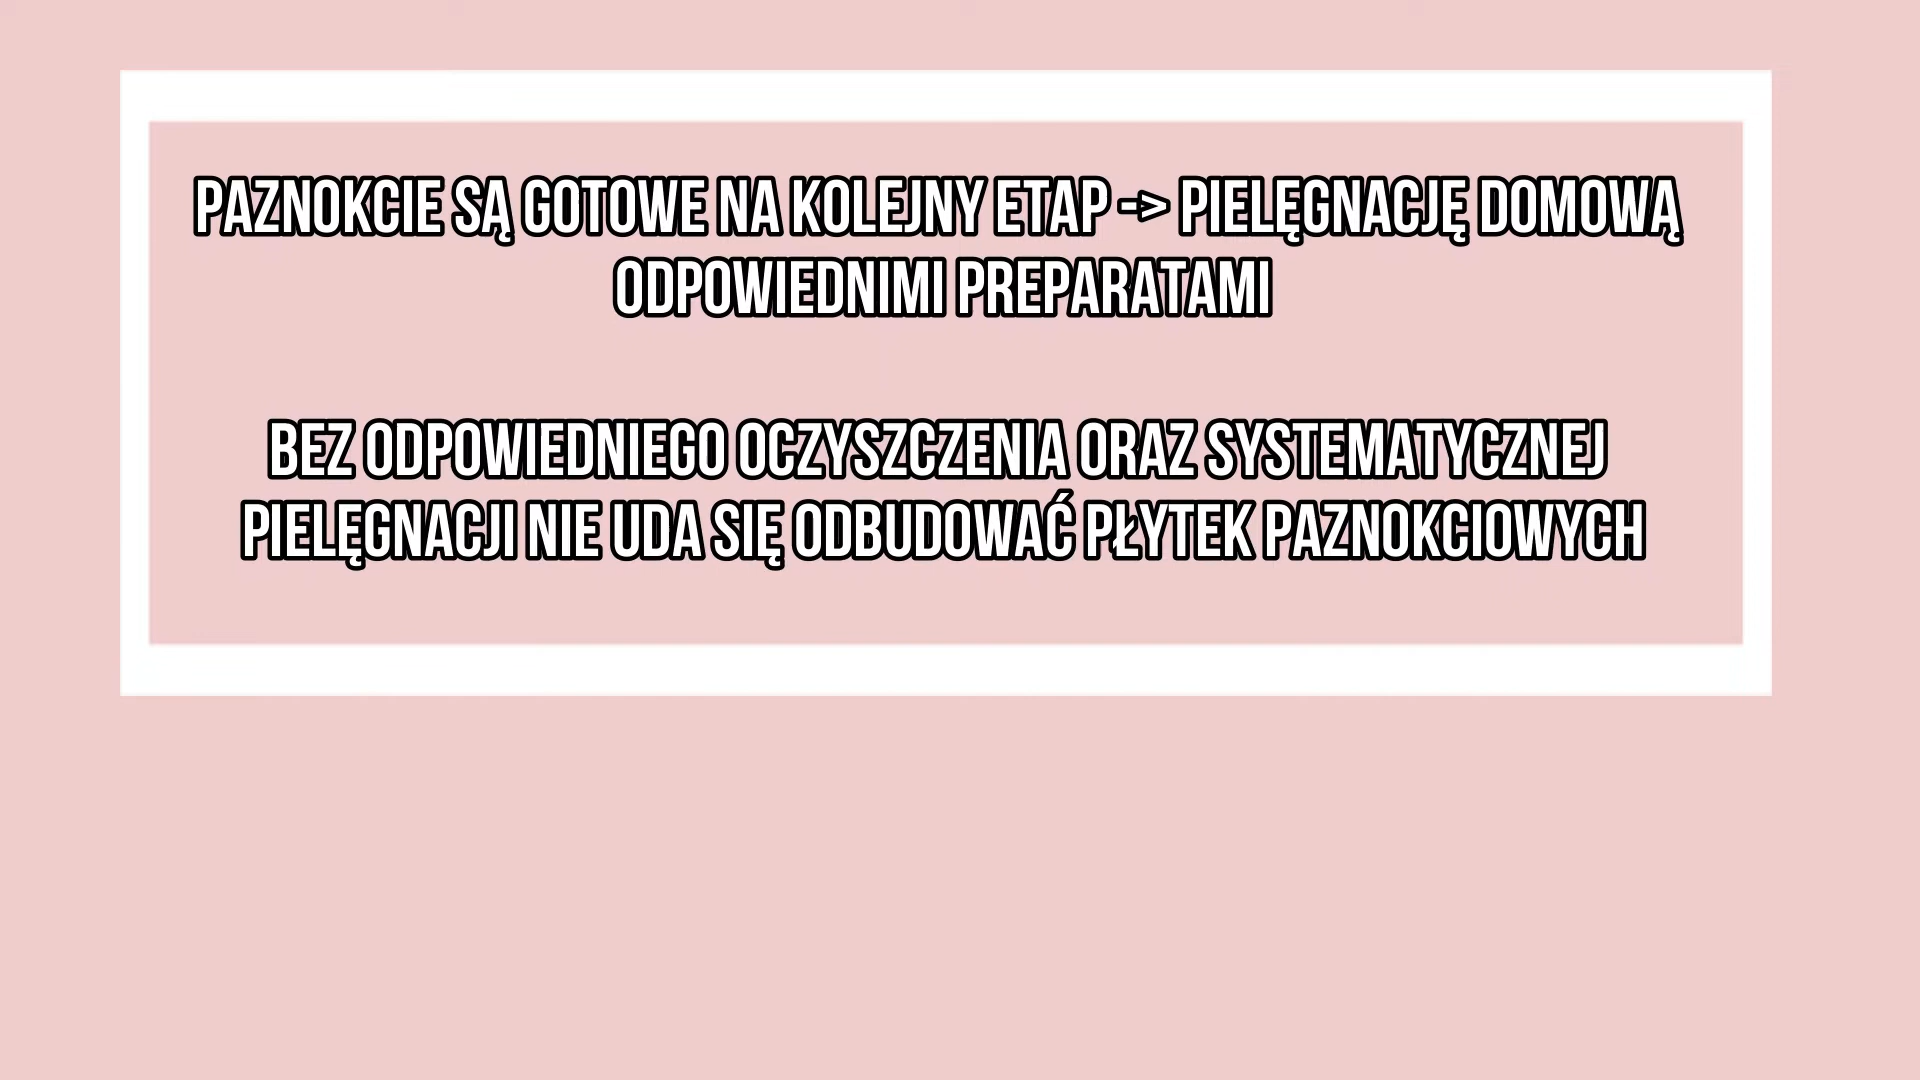 PAZNOKCIE SĄ GOTOWE NA KOLEJNY ETAP -> PIELĘGNACJĘ DOMOWĄ
ODPOWIEDNIMI PREPARATAMI
BEZ ODPOWIEDNIEGO OCZYSZCZENIA ORAZ SYSTEMATYCZNEJ
PIELĘGNACJI NIE UDA SIĘ ODBUDOWAĆ PŁYTEK PAZNOKCIOWYCH